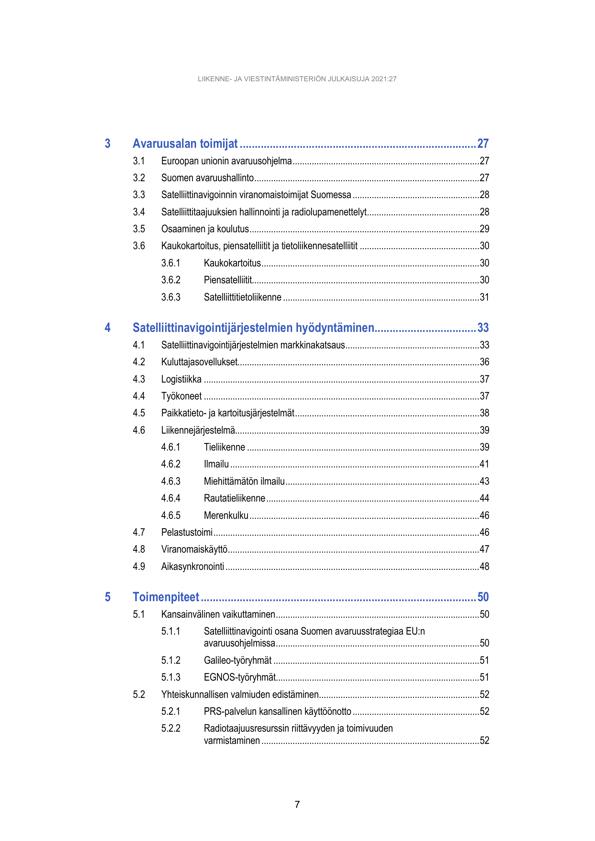 LIIKENNE- JA VIESTINTÄMINISTERIÖN JULKAISUJA 2021:27
3 Avaruusalan toimijat 27
3.1 Euroopan unionin avaruusohjelma 27
3.2 Suomen avaruushallinto 27
3.3 Satelliittinavigoinnin viranomaistoimijat Suomessa 28
3.4 Satelliittitaajuuksien hallinnointi ja radiolupamenettelyt 28
3.5 Osaaminen ja koulutus 29
3.6 Kaukokartoitus, piensatelliitit ja tietoliikennesatelliitit 30
3.6.1 Kaukokartoitus 30
3.6.2 Piensatelliitit 30
3.6.3 Satelliittitietoliikenne 31
4 Satelliittinavigointijärjestelmien hyödyntäminen 33
4.1 Satelliittinavigointijärjestelmien markkinakatsaus 33
4.2 Kuluttajasovellukset 36
4.3 Logistiikka 37
4.4 Työkoneet 37
4.5 Paikkatieto- ja kartoitusjärjestelmät 38
4.6 Liikennejärjestelmä 39
4.6.1 Tieliikenne 39
4.6.2 Ilmailu 41
4.6.3 Miehittämätön ilmailu 43
4.6.4 Rautatieliikenne 44
4.6.5 Merenkulku 46
4.7 Pelastustoimi 46
4.8 Viranomaiskäyttö 47
4.9 Aikasynkronointi 48
5 Toimenpiteet 50
5.1 Kansainvälinen vaikuttaminen 50
5.1.1 Satelliittinavigointi osana Suomen avaruusstrategiaa EU:n
avaruusohjelmissa 50
5.1.2 Galileo-työryhmät 51
5.1.3 EGNOS-työryhmät 51
5.2 Yhteiskunnallisen valmiuden edistäminen 52
5.2.1 PRS-palvelun kansallinen käyttöönotto 52
5.2.2 Radiotaajuusresurssin riittävyyden ja toimivuuden
varmistaminen 52
7